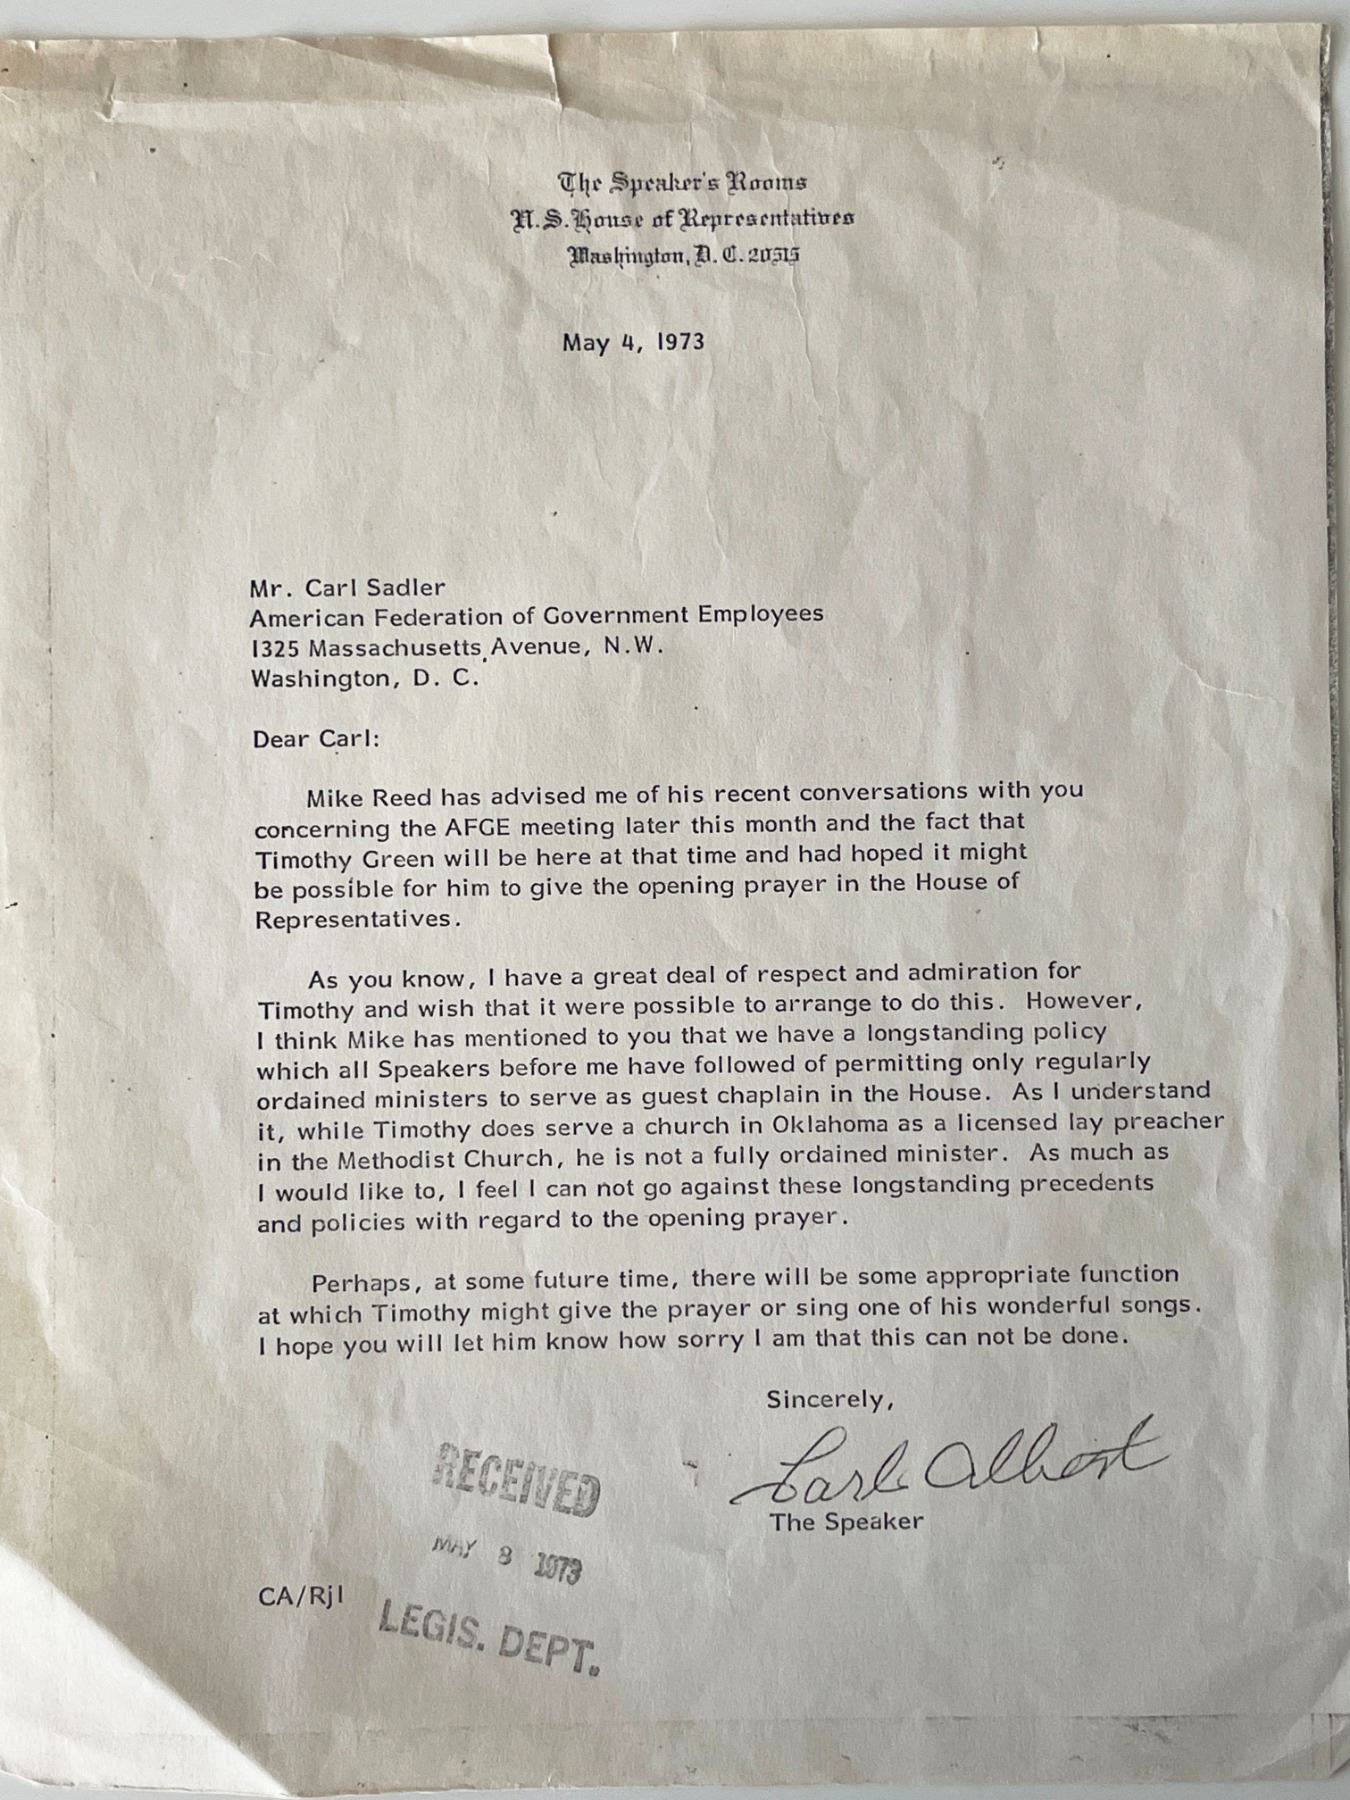 The Speaker's Rooms
U.S. House of Representatives
Washington, D. C. 20515
May 4, 1973
Mr. Carl Sadler
American Federation of Government Employees
1325 Massachusetts Avenue, N.W.
Washington, D. C.
Dear Carl:
Mike Reed has advised me of his recent conversations with you
concerning the AFGE meeting later this month and the fact that
Timothy Green will be here at that time and had hoped it might
be possible for him to give the opening prayer in the House of
Representatives.
As you know, I have a great deal of respect and admiration for
Timothy and wish that it were possible to arrange to do this. However,
I think Mike has mentioned to you that we have a longstanding policy
which all Speakers before me have followed of permitting only regularly
ordained ministers to serve as guest chaplain in the House. As I understand
it, while Timothy does serve a church in Oklahoma as a licensed lay preacher
in the Methodist Church, he is not a fully ordained minister. As much as
I would like to, I feel I can not go against these longstanding precedents
and policies with regard to the opening prayer.
Perhaps, at some future time, there will be some appropriate function
at which Timothy might give the prayer or sing one of his wonderful songs.
I hope you will let him know how sorry I am that this can not be done.
Sincerely,
Carl Albert
The Speaker
RECEIVED
MAY 8 1973
LEGIS. DEPT.
CA/Rjl